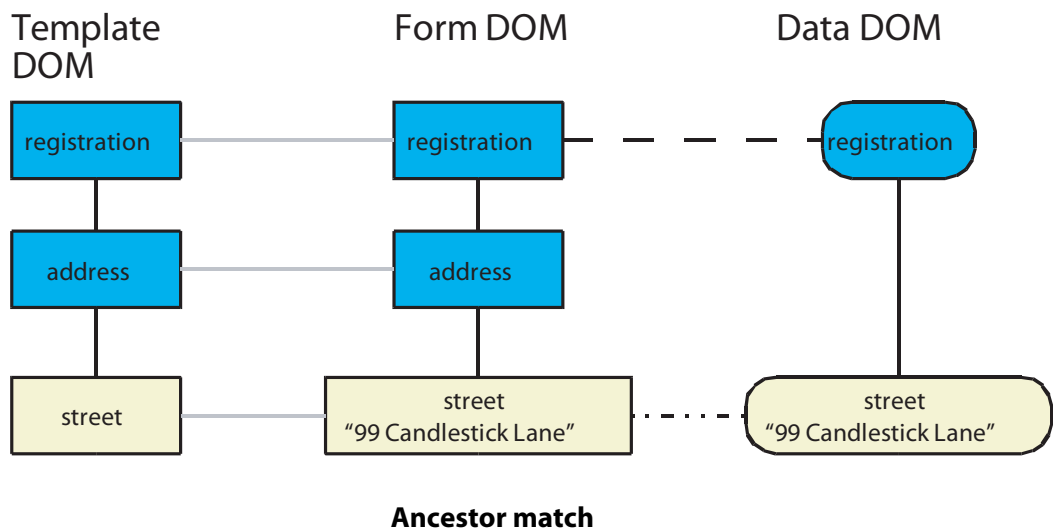 Template
DOM
Form DOM
Data DOM
registration
registration
registration
address
address
street
street
“99 Candlestick Lane”
street
“99 Candlestick Lane”
Ancestor match